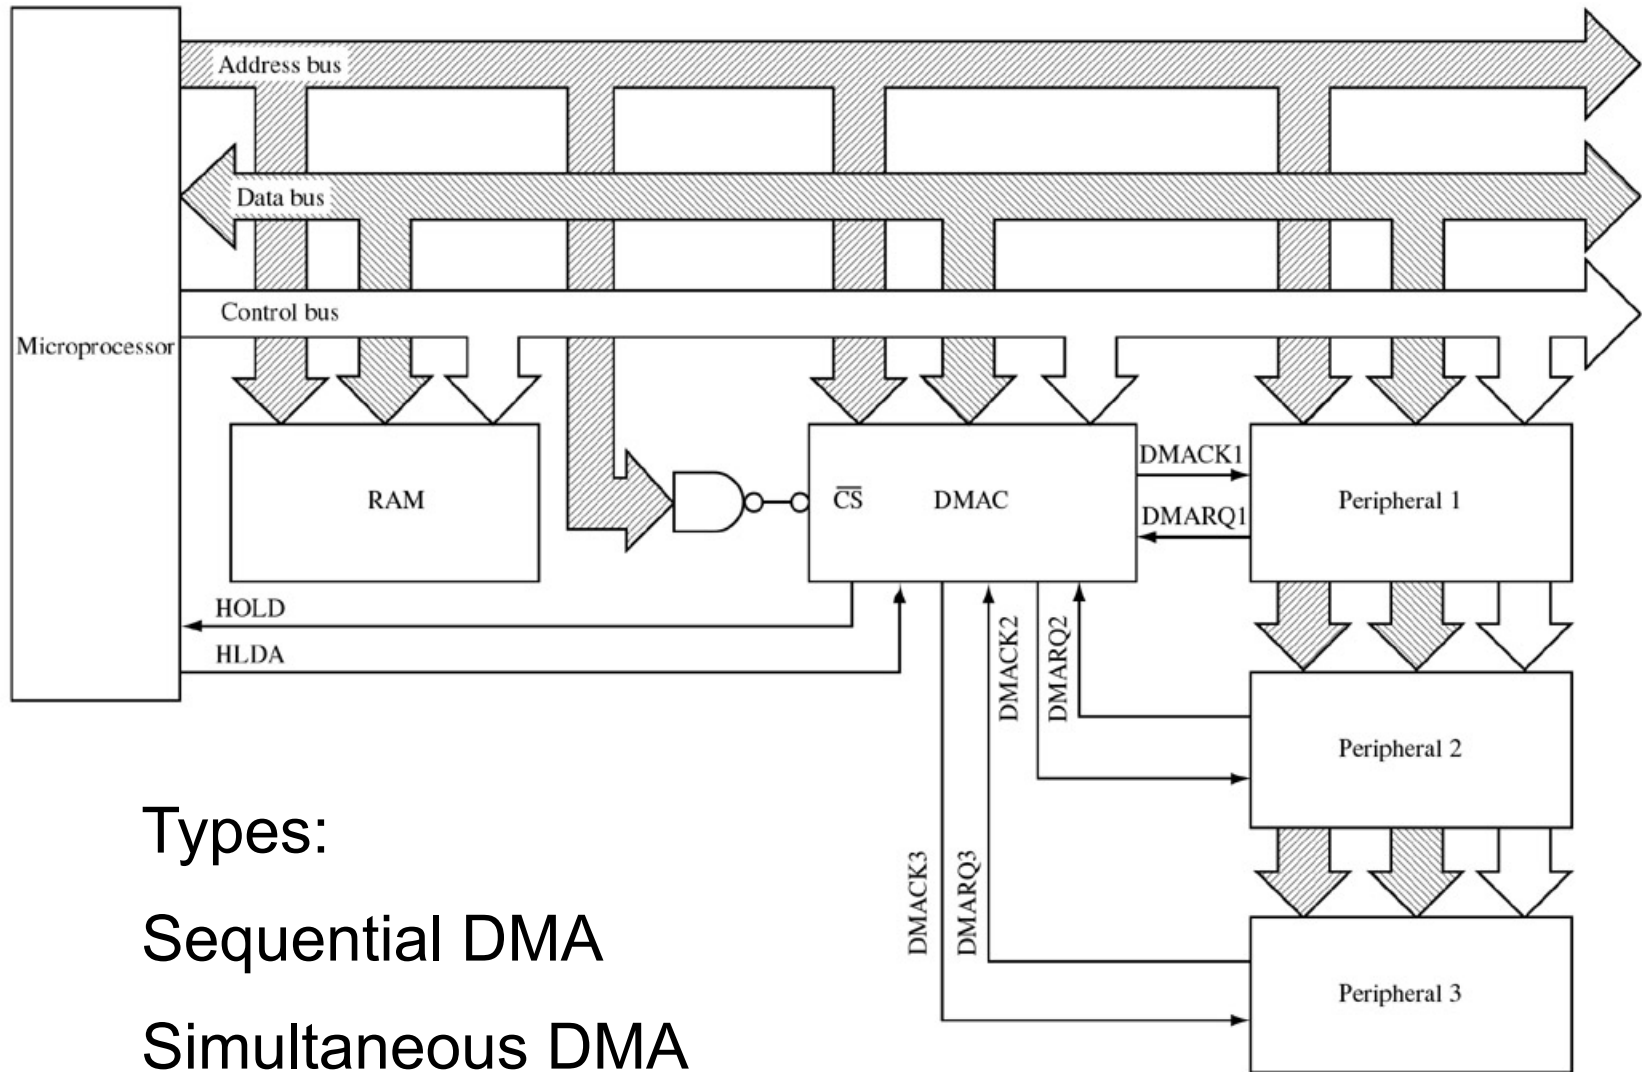 Address bus
Data bus
Control bus
Microprocessor
RAM
CS
DMAC
DMACK1
DMARQ1
Peripheral 1
HOLD
HLDA
DMACK2
DMARQ2
Peripheral 2
DMACK3
DMARQ3
Peripheral 3
Types:
Sequential DMA
Simultaneous DMA